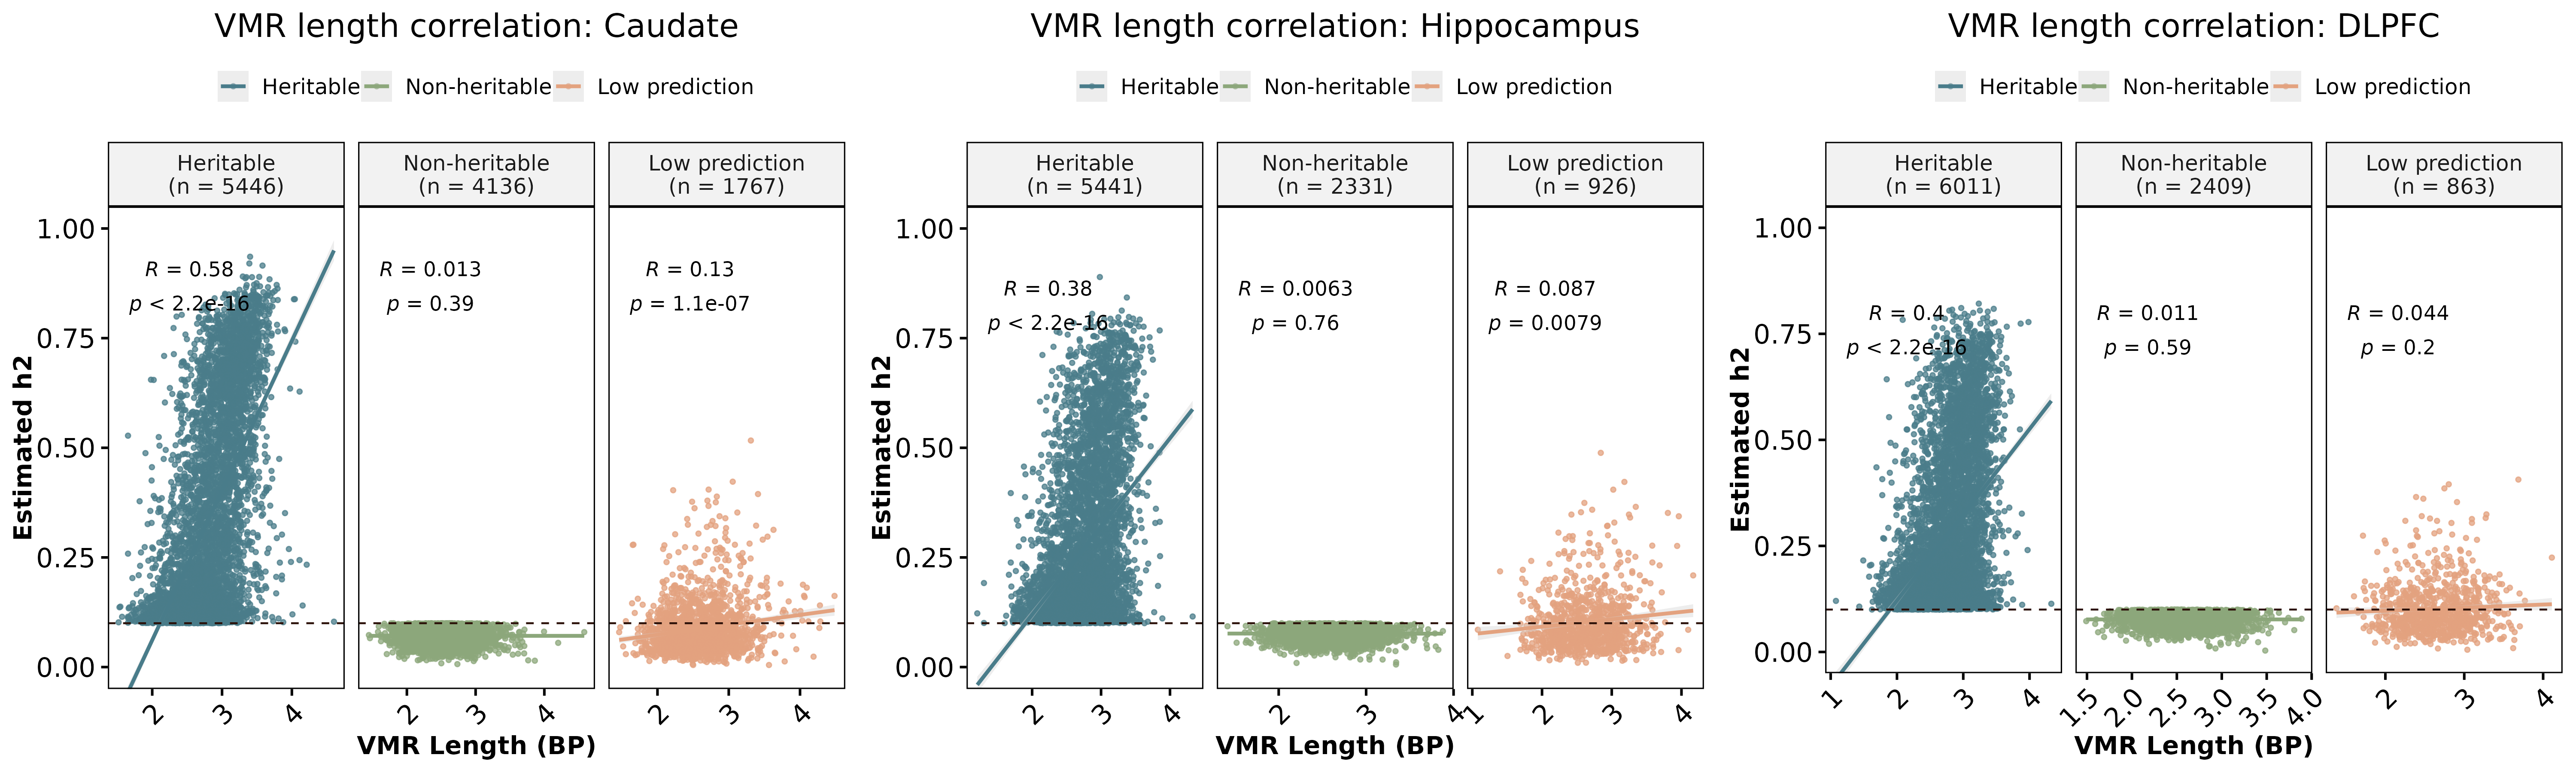 VMR length correlation: Caudate
Heritable Non-heritable Low prediction
Heritable
(n = 5446)
Non-heritable
(n = 4136)
Low prediction
(n = 1767)
R = 0.58
p < 2.2e-16
R = 0.013
p = 0.39
R = 0.13
p = 1.1e-07
Estimated h2
1.00
0.75
0.50
0.25
0.00
2 3 4
2 3 4
2 3 4
VMR Length (BP)
VMR length correlation: Hippocampus
Heritable Non-heritable Low prediction
Heritable
(n = 5441)
Non-heritable
(n = 2331)
Low prediction
(n = 926)
R = 0.38
p < 2.2e-16
R = 0.0063
p = 0.76
R = 0.087
p = 0.0079
Estimated h2
1.00
0.75
0.50
0.25
0.00
2 3 4
2 3 4
1 2 3 4
VMR Length (BP)
VMR length correlation: DLPFC
Heritable Non-heritable Low prediction
Heritable
(n = 6011)
Non-heritable
(n = 2409)
Low prediction
(n = 863)
R = 0.4
p < 2.2e-16
R = 0.011
p = 0.59
R = 0.044
p = 0.2
Estimated h2
1.00
0.75
0.50
0.25
0.00
1 2 3 4
1.5 2.0 2.5 3.0 3.5 4.0
2 3 4
VMR Length (BP)